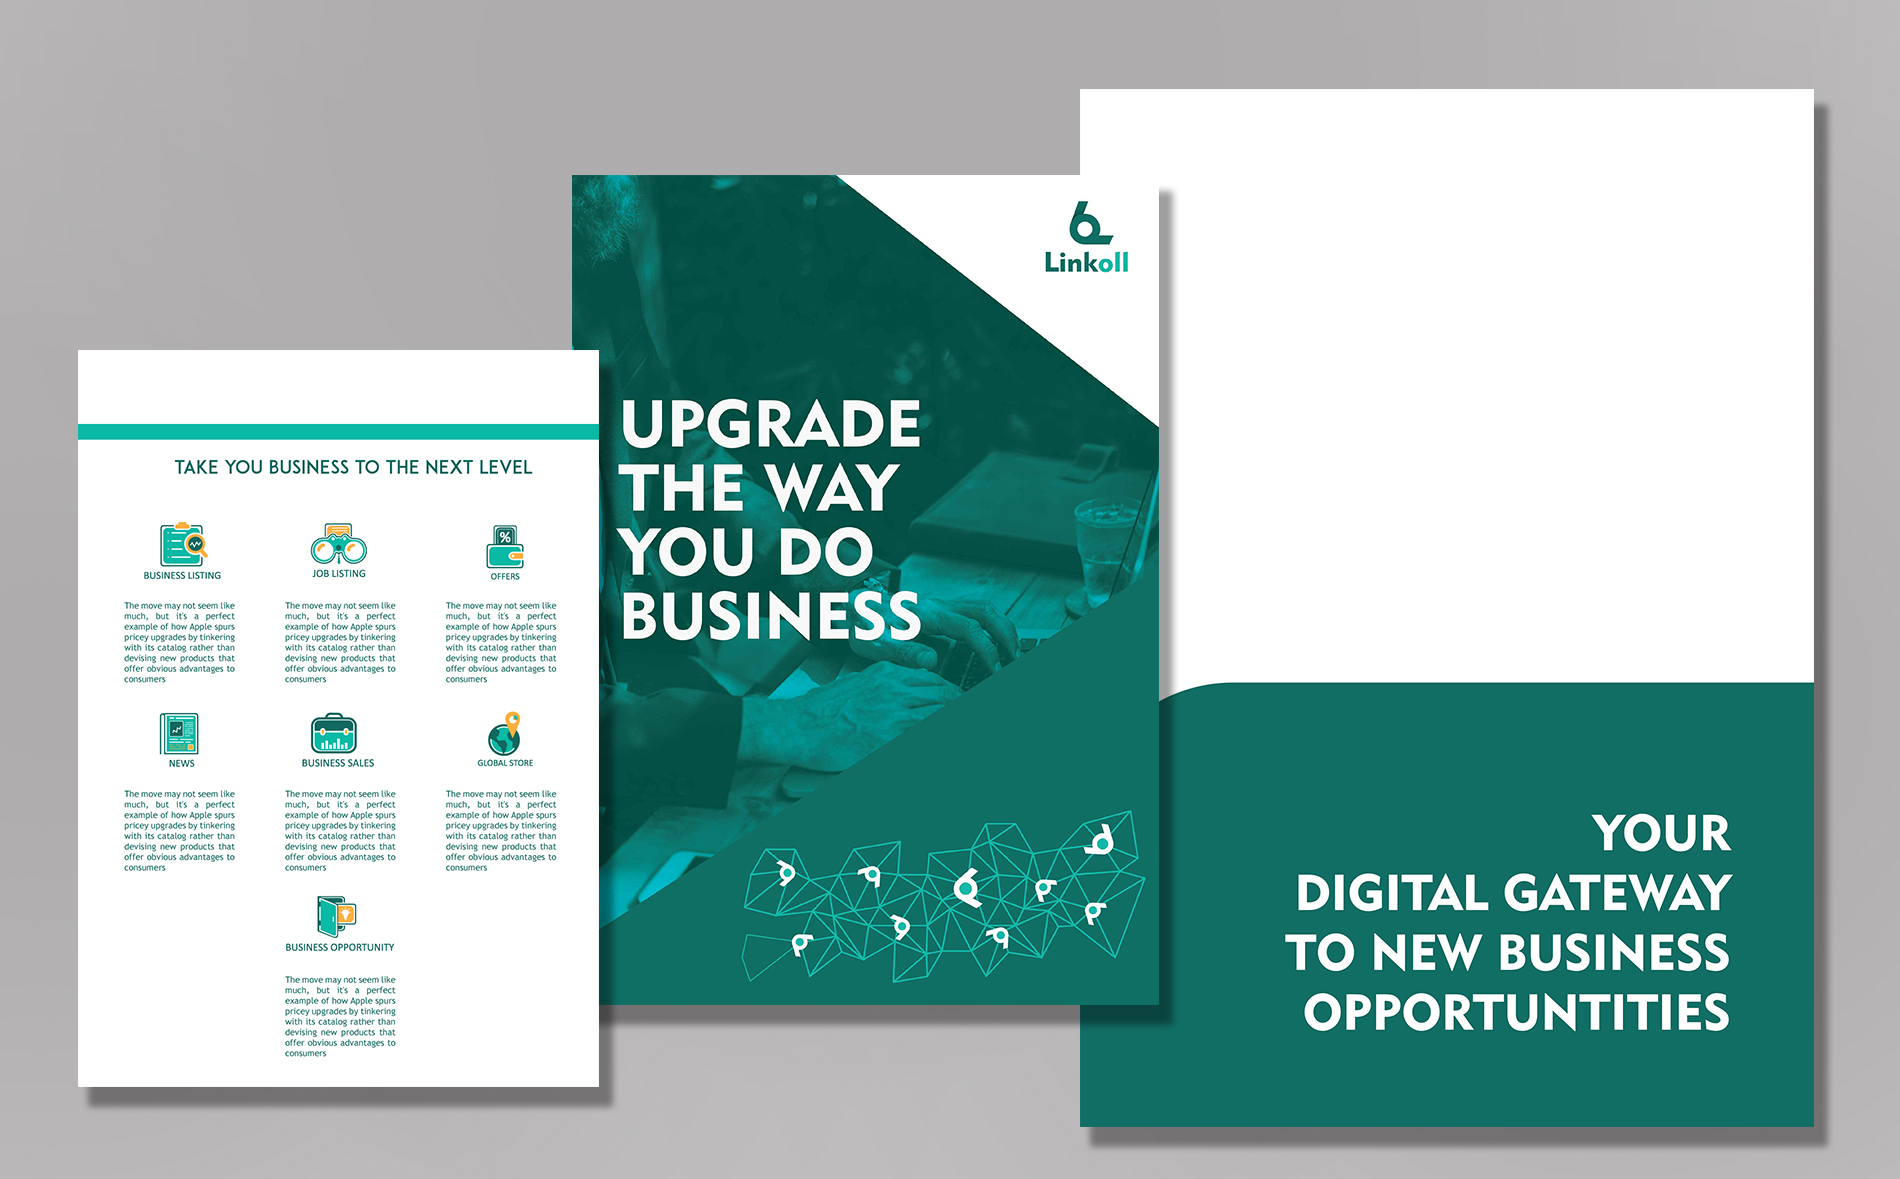 TAKE YOU BUSINESS TO THE NEXT LEVEL
BUSINESS LISTING
The move may not seem like
much, but it's a perfect
example of how Apple spurs
pricey upgrades by tinkering
with its catalog rather than
devising new products that
offer obvious advantages to
consumers
JOB LISTING
The move may not seem like
much, but it's a perfect
example of how Apple spurs
pricey upgrades by tinkering
with its catalog rather than
devising new products that
offer obvious advantages to
consumers
%
OFFERS
The move may not seem like
much, but it's a perfect
example of how Apple spurs
pricey upgrades by tinkering
with its catalog rather than
devising new products that
offer obvious advantages to
consumers
NEWS
The move may not seem like
much, but it's a perfect
example of how Apple spurs
pricey upgrades by tinkering
with its catalog rather than
devising new products that
offer obvious advantages to
consumers
BUSINESS SALES
The move may not seem like
much, but it's a perfect
example of how Apple spurs
pricey upgrades by tinkering
with its catalog rather than
devising new products that
offer obvious advantages to
consumers
GLOBAL STORE
The move may not seem like
much, but it's a perfect
example of how Apple spurs
pricey upgrades by tinkering
with its catalog rather than
devising new products that
offer obvious advantages to
consumers
BUSINESS OPPORTUNITY
The move may not seem like
much, but it's a perfect
example of how Apple spurs
pricey upgrades by tinkering
with its catalog rather than
devising new products that
offer obvious advantages to
consumers
Linkoll
UPGRADE
THE WAY
YOU DO
BUSINESS
YOUR
DIGITAL GATEWAY
TO NEW BUSINESS
OPPORTUNTITIES